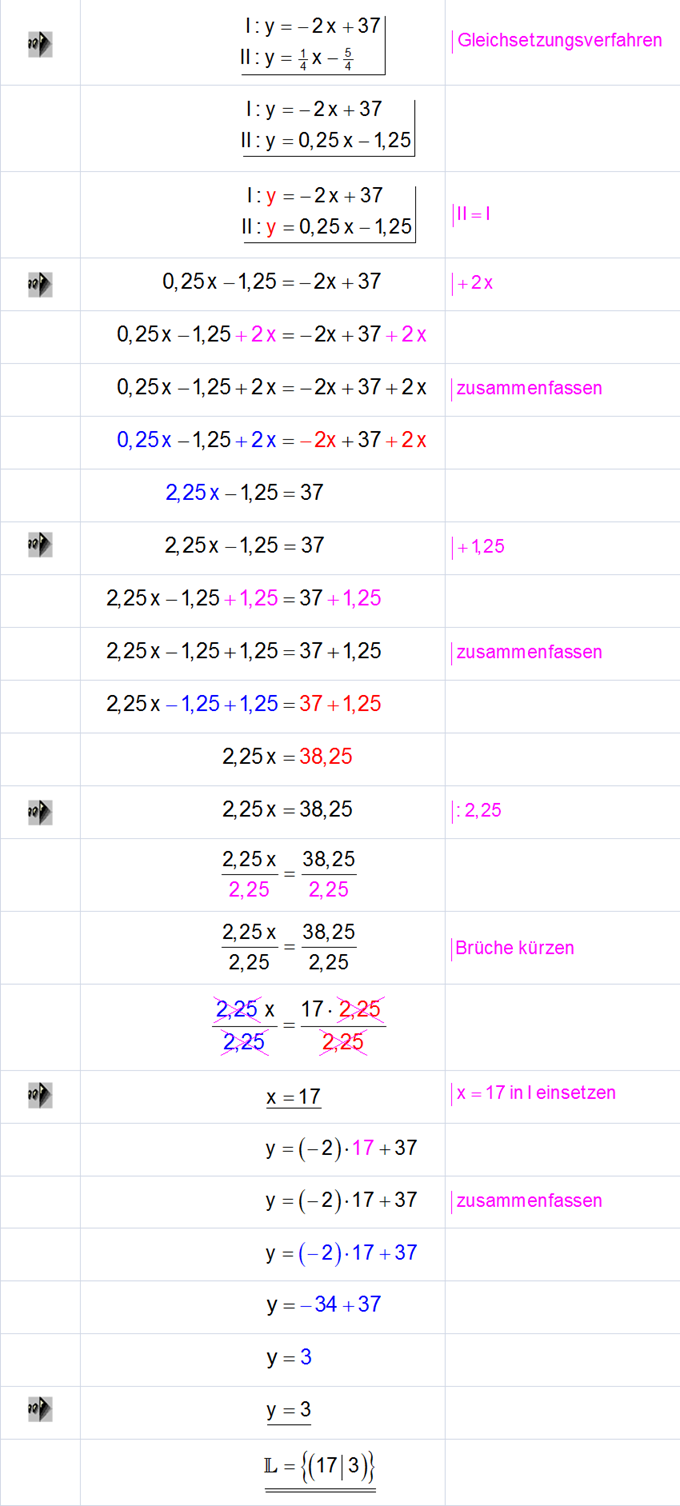 I : y = −2x + 37 |Gleichsetzungsverfahren
II : y = 1/4 x − 5/4
I : y = −2x + 37
II : y = 0,25x − 1,25
I : y = −2x + 37
II : y = 0,25x − 1,25 |II = I
0,25x − 1,25 = −2x + 37 |+2x
0,25x − 1,25 + 2x = −2x + 37 + 2x
0,25x − 1,25 + 2x = −2x + 37 + 2x |zusammenfassen
0,25x − 1,25 + 2x = −2x + 37 + 2x
2,25x − 1,25 = 37
2,25x − 1,25 = 37 |+1,25
2,25x − 1,25 + 1,25 = 37 + 1,25
2,25x − 1,25 + 1,25 = 37 + 1,25 |zusammenfassen
2,25x − 1,25 + 1,25 = 37 + 1,25
2,25x = 38,25
2,25x = 38,25 |: 2,25
2,25x / 2,25 = 38,25 / 2,25
2,25x / 2,25 = 38,25 / 2,25 |Brüche kürzen
2,25 x / 2,25 = 17 · 2,25 / 2,25
x = 17 |x = 17 in I einsetzen
y = (−2) · 17 + 37
y = (−2) · 17 + 37 |zusammenfassen
y = (−2) · 17 + 37
y = −34 + 37
y = 3
y = 3
𝕃 = {(17|3)}